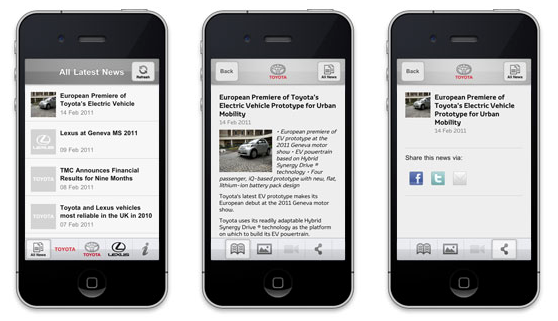 All Latest News
Refresh
European Premiere of
Toyota's Electric Vehicle
14 Feb 2011
LEXUS
Lexus at Geneva MS 2011
09 Feb 2011
TOYOTA
TMC Announces Financial
Results for Nine Months
08 Feb 2011
TOYOTA
Toyota and Lexus vehicles
most reliable in the UK in 2010
07 Feb 2011
All News
TOYOTA
TOYOTA
LEXUS
i
Back
TOYOTA
All News
European Premiere of Toyota's
Electric Vehicle Prototype for Urban
Mobility
14 Feb 2011
• European premiere of
EV prototype at the
2011 Geneva motor
show • EV powertrain
based on Hybrid
Synergy Drive ®
technology • Four
passenger, iQ-based prototype with new, flat,
lithium-ion battery pack design
Toyota's latest EV prototype makes its
European debut at the 2011 Geneva motor
show.
Toyota uses its readily adaptable Hybrid
Synergy Drive ® technology as the platform
on which to build its EV powertrain.
Back
TOYOTA
All News
European Premiere of
Toyota's Electric Vehicle
Prototype for Urban
Mobility
14 Feb 2011
Share this news via:
f
t